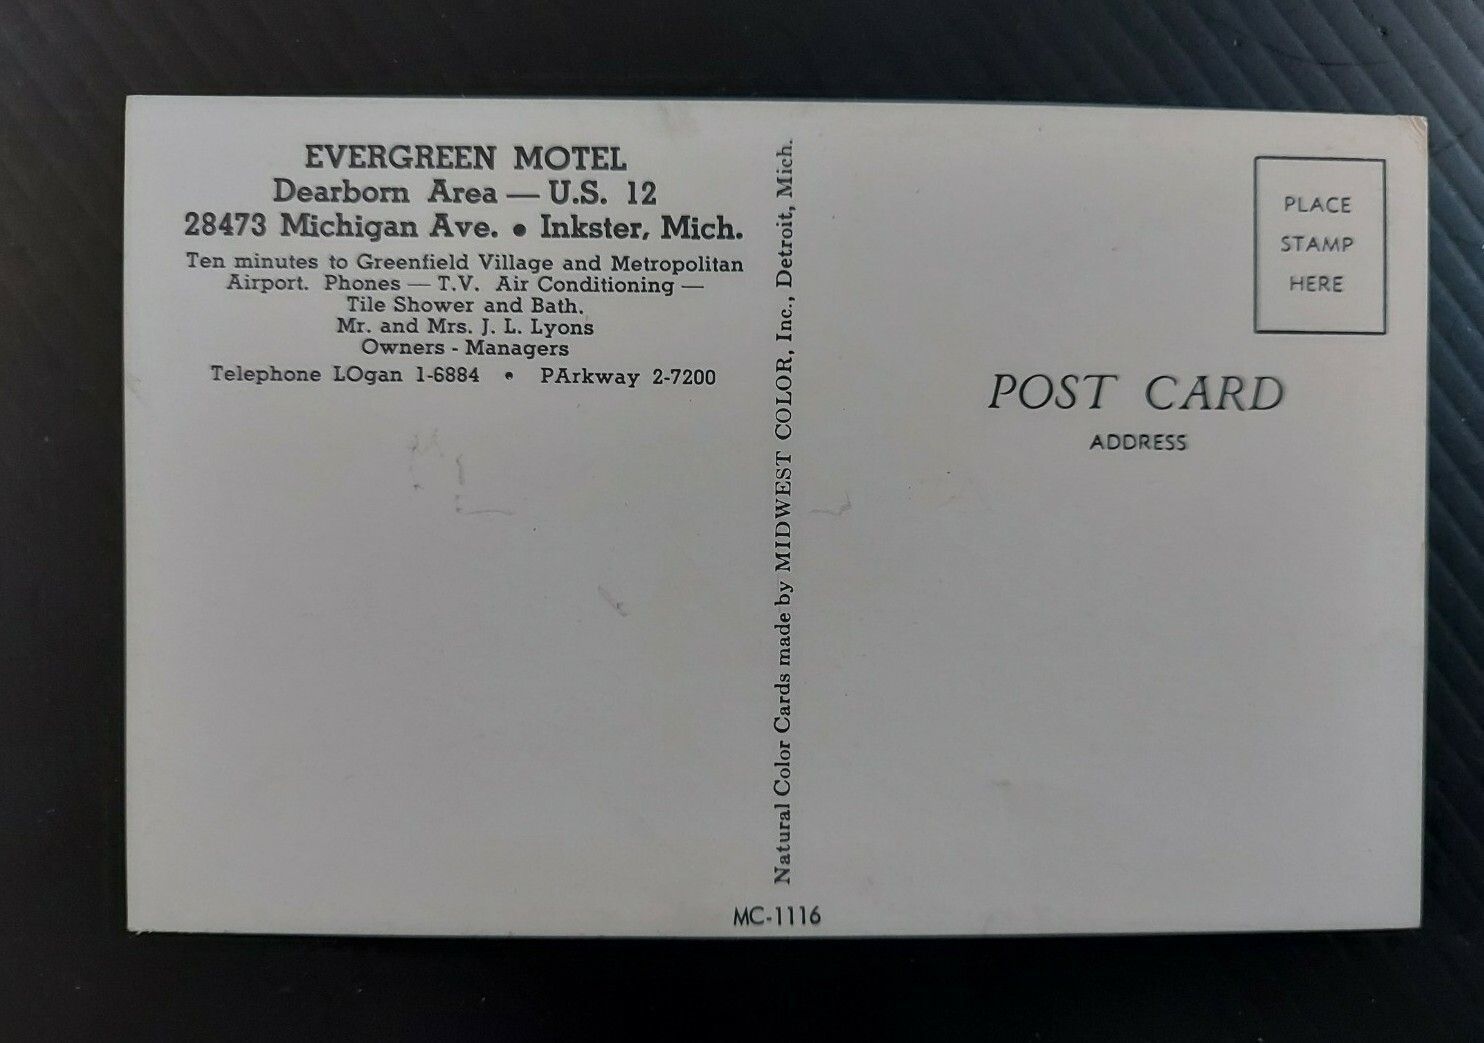 EVERGREEN MOTEL
Dearborn Area — U.S. 12
28473 Michigan Ave. • Inkster, Mich.
Ten minutes to Greenfield Village and Metropolitan
Airport. Phones — T.V. Air Conditioning —
Tile Shower and Bath.
Mr. and Mrs. J. L. Lyons
Owners - Managers
Telephone LOgan 1-6884 • PArkway 2-7200
Natural Color Cards made by MIDWEST COLOR, Inc., Detroit, Mich.
MC-1116
PLACE
STAMP
HERE
POST CARD
ADDRESS